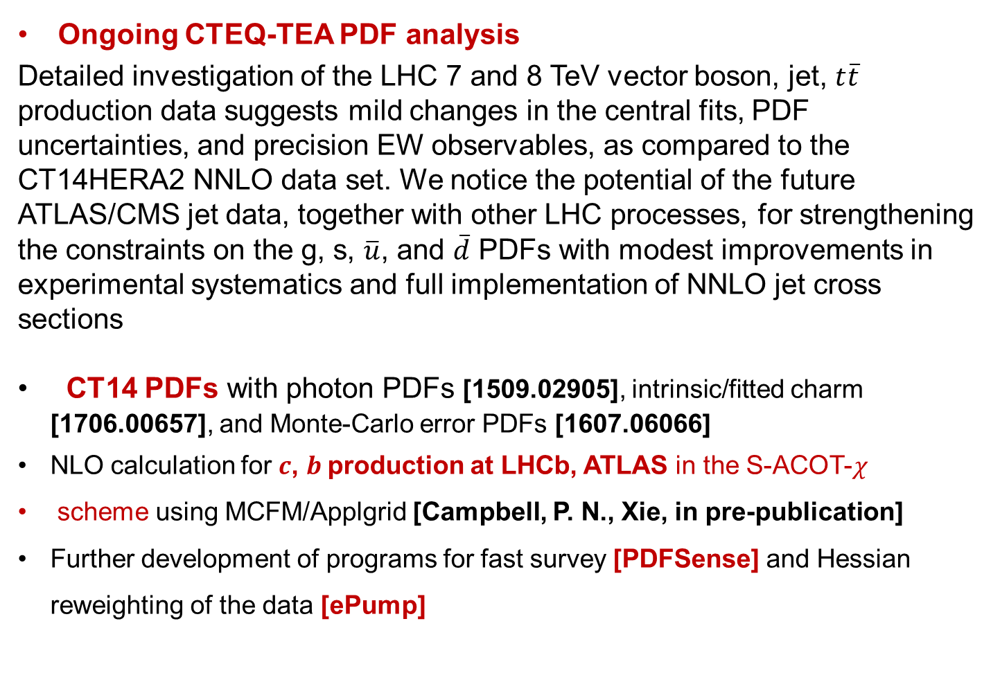 • Ongoing CTEQ-TEA PDF analysis
Detailed investigation of the LHC 7 and 8 TeV vector boson, jet, 𝑡𝑡̄
production data suggests mild changes in the central fits, PDF
uncertainties, and precision EW observables, as compared to the
CT14HERA2 NNLO data set. We notice the potential of the future
ATLAS/CMS jet data, together with other LHC processes, for strengthening
the constraints on the g, s, 𝑢̄, and 𝑑̄ PDFs with modest improvements in
experimental systematics and full implementation of NNLO jet cross
sections
• CT14 PDFs with photon PDFs [1509.02905], intrinsic/fitted charm
[1706.00657], and Monte-Carlo error PDFs [1607.06066]
• NLO calculation for 𝒄, 𝒃 production at LHCb, ATLAS in the S-ACOT-𝜒
• scheme using MCFM/Applgrid [Campbell, P. N., Xie, in pre-publication]
• Further development of programs for fast survey [PDFSense] and Hessian
reweighting of the data [ePump]